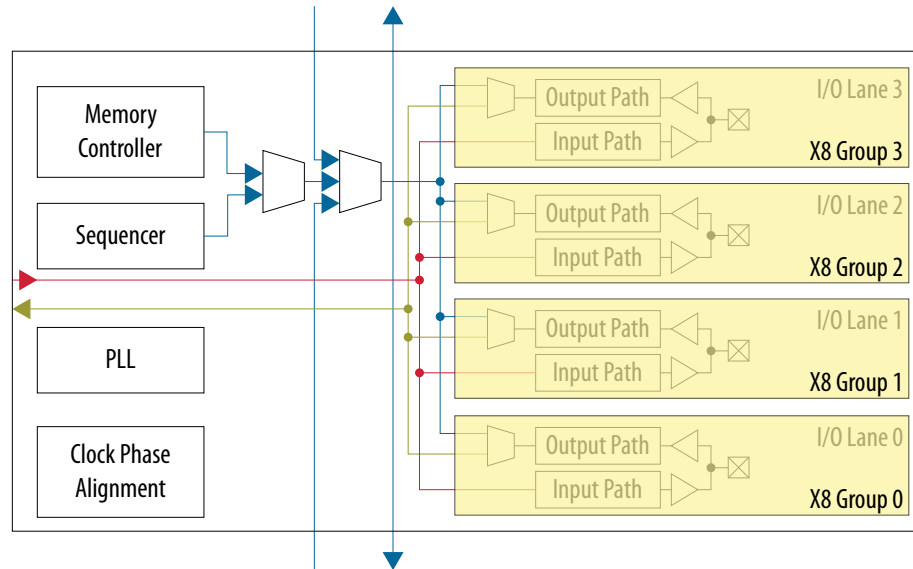 Memory
Controller
Sequencer
PLL
Clock Phase
Alignment
Output Path
I/O Lane 3
Input Path
X8 Group 3
Output Path
I/O Lane 2
Input Path
X8 Group 2
Output Path
I/O Lane 1
Input Path
X8 Group 1
Output Path
I/O Lane 0
Input Path
X8 Group 0